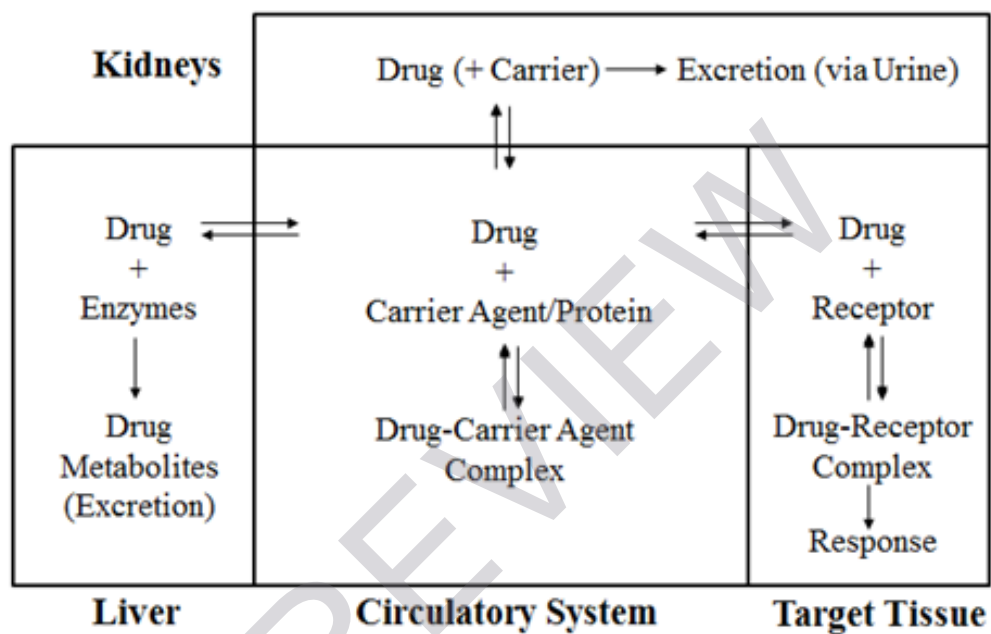 Kidneys
Drug (+ Carrier) → Excretion (via Urine)
Drug
+
Enzymes
Drug
Metabolites
(Excretion)
Drug
+
Carrier Agent/Protein
Drug-Carrier Agent
Complex
Drug
+
Receptor
Drug-Receptor
Complex
Response
Liver
Circulatory System
Target Tissue
REVIEW